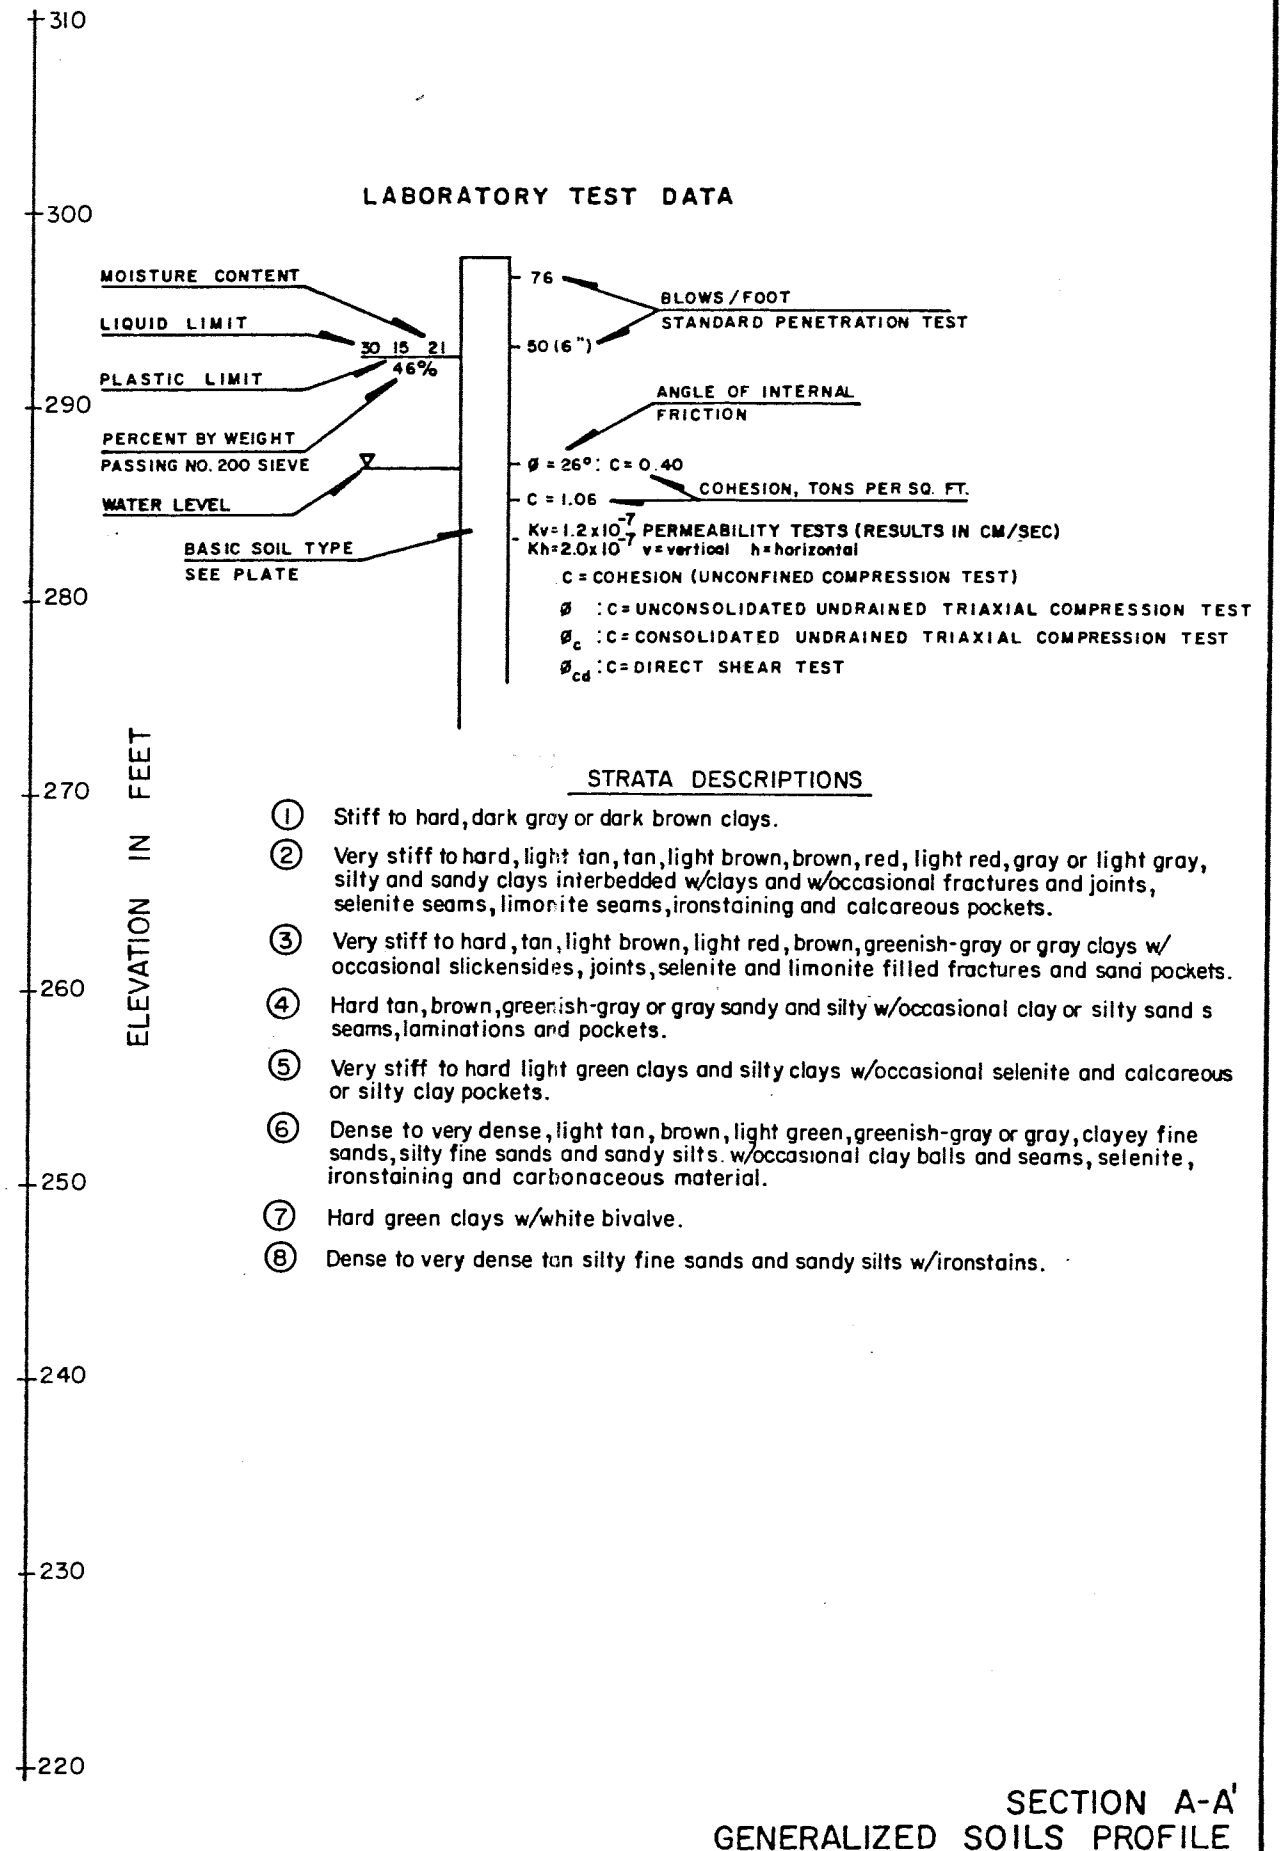 310
300
290
280
270
260
250
240
230
220
ELEVATION IN FEET
LABORATORY TEST DATA
MOISTURE CONTENT
LIQUID LIMIT
30 15 21
46%
PLASTIC LIMIT
PERCENT BY WEIGHT
PASSING NO. 200 SIEVE
WATER LEVEL
BASIC SOIL TYPE
SEE PLATE
76
BLOWS/FOOT
STANDARD PENETRATION TEST
50 (6")
ANGLE OF INTERNAL
FRICTION
Ø = 26° : C = 0.40
COHESION, TONS PER SQ. FT.
C = 1.06
Kv=1.2x10⁻⁷ PERMEABILITY TESTS (RESULTS IN CM/SEC)
Kh=2.0x10⁻⁷ v=vertical h=horizontal
C = COHESION (UNCONFINED COMPRESSION TEST)
Ø :C=UNCONSOLIDATED UNDRAINED TRIAXIAL COMPRESSION TEST
Øc :C=CONSOLIDATED UNDRAINED TRIAXIAL COMPRESSION TEST
Øcd :C=DIRECT SHEAR TEST
STRATA DESCRIPTIONS
① Stiff to hard, dark gray or dark brown clays.
② Very stiff to hard, light tan, tan, light brown, brown, red, light red, gray or light gray,
silty and sandy clays interbedded w/clays and w/occasional fractures and joints,
selenite seams, limonite seams, ironstaining and calcareous pockets.
③ Very stiff to hard, tan, light brown, light red, brown, greenish-gray or gray clays w/
occasional slickensides, joints, selenite and limonite filled fractures and sand pockets.
④ Hard tan, brown, greenish-gray or gray sandy and silty w/occasional clay or silty sand s
seams, laminations and pockets.
⑤ Very stiff to hard light green clays and silty clays w/occasional selenite and calcareous
or silty clay pockets.
⑥ Dense to very dense, light tan, brown, light green, greenish-gray or gray, clayey fine
sands, silty fine sands and sandy silts. w/occasional clay balls and seams, selenite,
ironstaining and carbonaceous material.
⑦ Hard green clays w/white bivalve.
⑧ Dense to very dense tan silty fine sands and sandy silts w/ironstains.
SECTION A-A'
GENERALIZED SOILS PROFILE